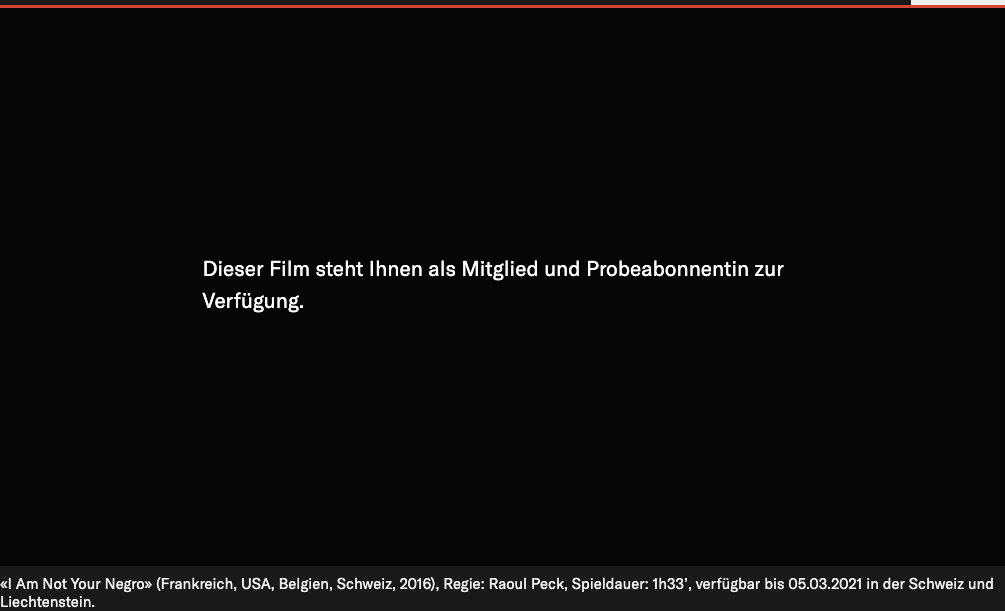 Dieser Film steht Ihnen als Mitglied und Probeabonnentin zur
Verfügung.
«I Am Not Your Negro» (Frankreich, USA, Belgien, Schweiz, 2016), Regie: Raoul Peck, Spieldauer: 1h33’, verfügbar bis 05.03.2021 in der Schweiz und
Liechtenstein.